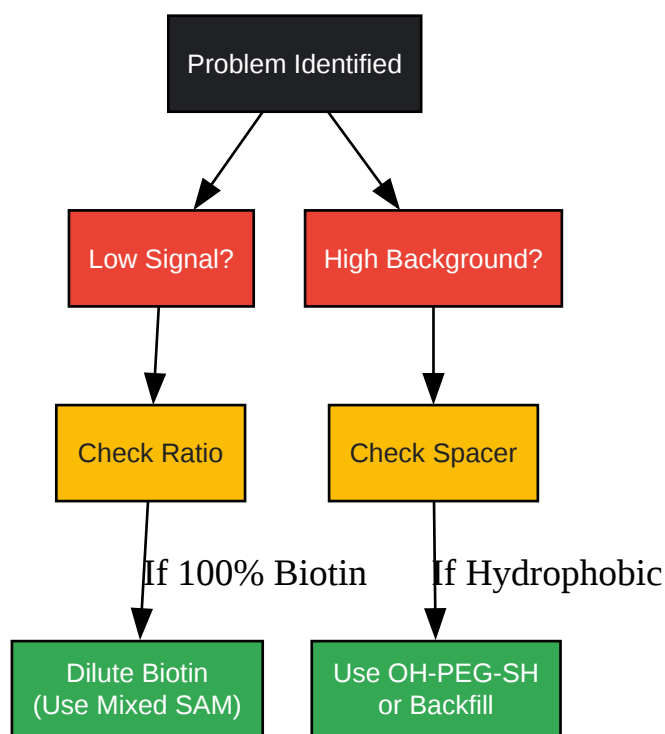 Problem Identified
Low Signal?
High Background?
Check Ratio
Check Spacer
If 100% Biotin
If Hydrophobic
Dilute Biotin
(Use Mixed SAM)
Use OH-PEG-SH
or Backfill